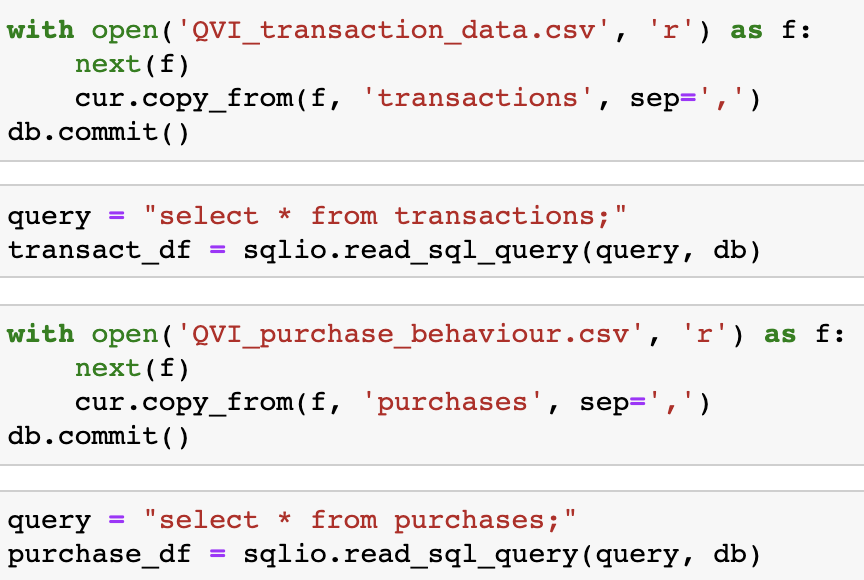 with open('QVI_transaction_data.csv', 'r') as f:
    next(f)
    cur.copy_from(f, 'transactions', sep=',')
db.commit()
query = "select * from transactions;"
transact_df = sqlio.read_sql_query(query, db)
with open('QVI_purchase_behaviour.csv', 'r') as f:
    next(f)
    cur.copy_from(f, 'purchases', sep=',')
db.commit()
query = "select * from purchases;"
purchase_df = sqlio.read_sql_query(query, db)